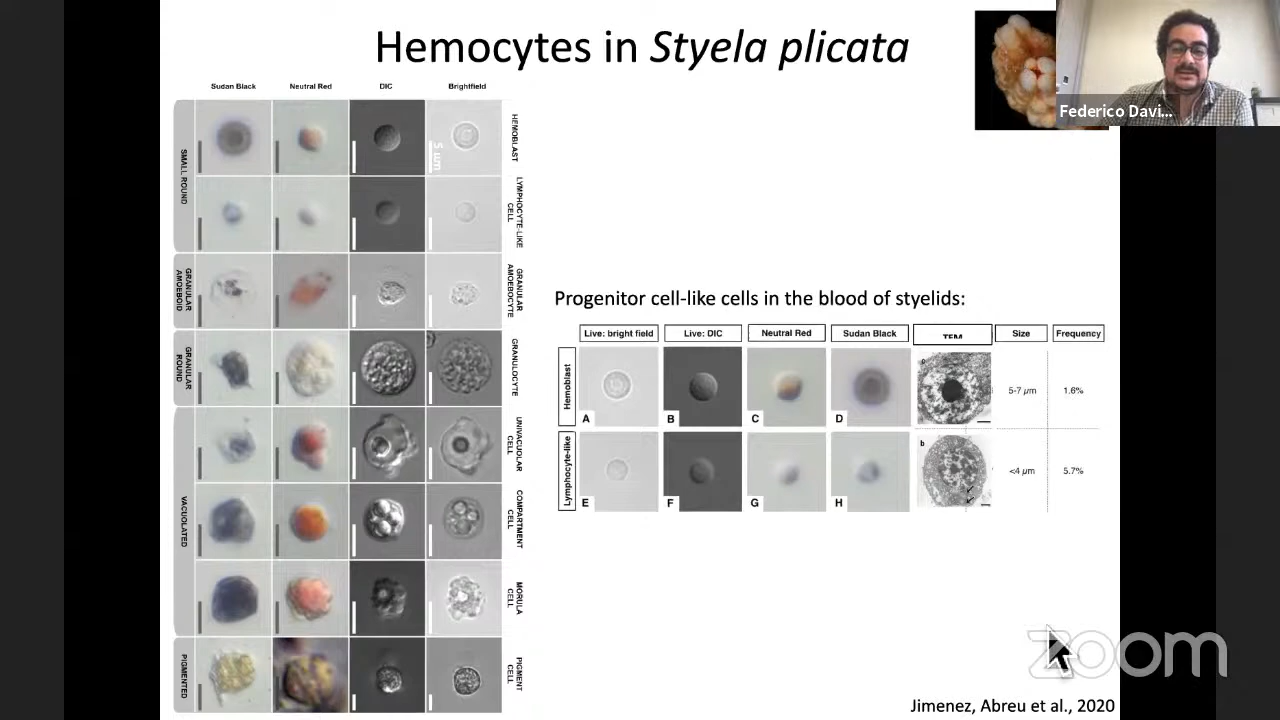 Hemocytes in Styela plicata
Federico Davi...
Sudan Black Neutral Red DIC Brightfield
SMALL ROUND
HEMOBLAST
5 µm
LYMPHOCYTE-LIKE
CELL
GRANULAR
AMOEBOID
GRANULAR
AMOEBOCYTE
GRANULAR
ROUND
GRANULOCYTE
VACUOLATED
UNIVACUOLAR
CELL
COMPARTMENT
CELL
MORULA
CELL
PIGMENTED
PIGMENT
CELL
Progenitor cell-like cells in the blood of styelids:
Live: bright field Live: DIC Neutral Red Sudan Black TEM Size Frequency
Hemoblast
A B C D
5-7 µm 1.6%
Lymphocyte-like
b
E F G H
<4 µm 5.7%
zoom
Jimenez, Abreu et al., 2020